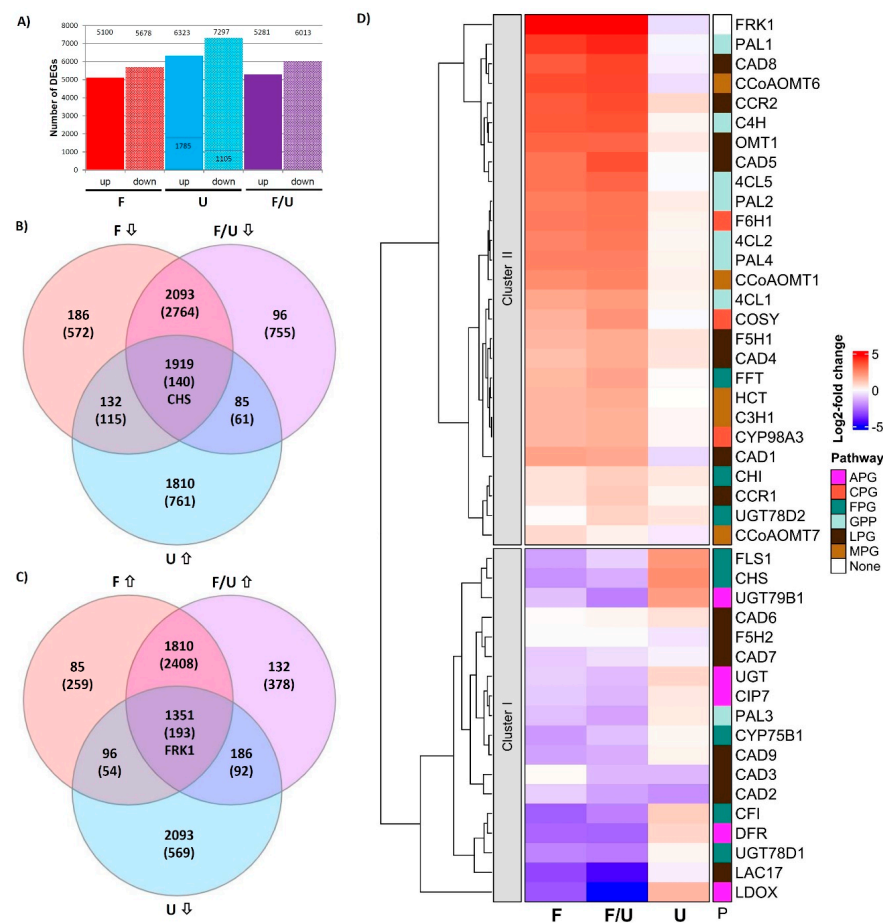 A)
Number of DEGs
8000
7000
6000
5000
4000
3000
2000
1000
0
5100 5678 6323 7297 5281 6013
1785
1105
up down up down up down
F U F/U
B)
F ⇩ F/U ⇩
186
(572)
2093
(2764)
96
(755)
1919
(140)
CHS
132
(115)
85
(61)
1810
(761)
U ⇧
C)
F ⇧ F/U ⇧
85
(259)
1810
(2408)
132
(378)
1351
(193)
FRK1
96
(54)
186
(92)
2093
(569)
U ⇩
D)
Cluster II
FRK1
PAL1
CAD8
CCoAOMT6
CCR2
C4H
OMT1
CAD5
4CL5
PAL2
F6H1
4CL2
PAL4
CCoAOMT1
4CL1
COSY
F5H1
CAD4
FFT
HCT
C3H1
CYP98A3
CAD1
CHI
CCR1
UGT78D2
CCoAOMT7
Cluster I
FLS1
CHS
UGT79B1
CAD6
F5H2
CAD7
UGT
CIP7
PAL3
CYP75B1
CAD9
CAD3
CAD2
CFI
DFR
UGT78D1
LAC17
LDOX
F F/U U P
Log2-fold change
5
0
-5
Pathway
APG
CPG
FPG
GPP
LPG
MPG
None